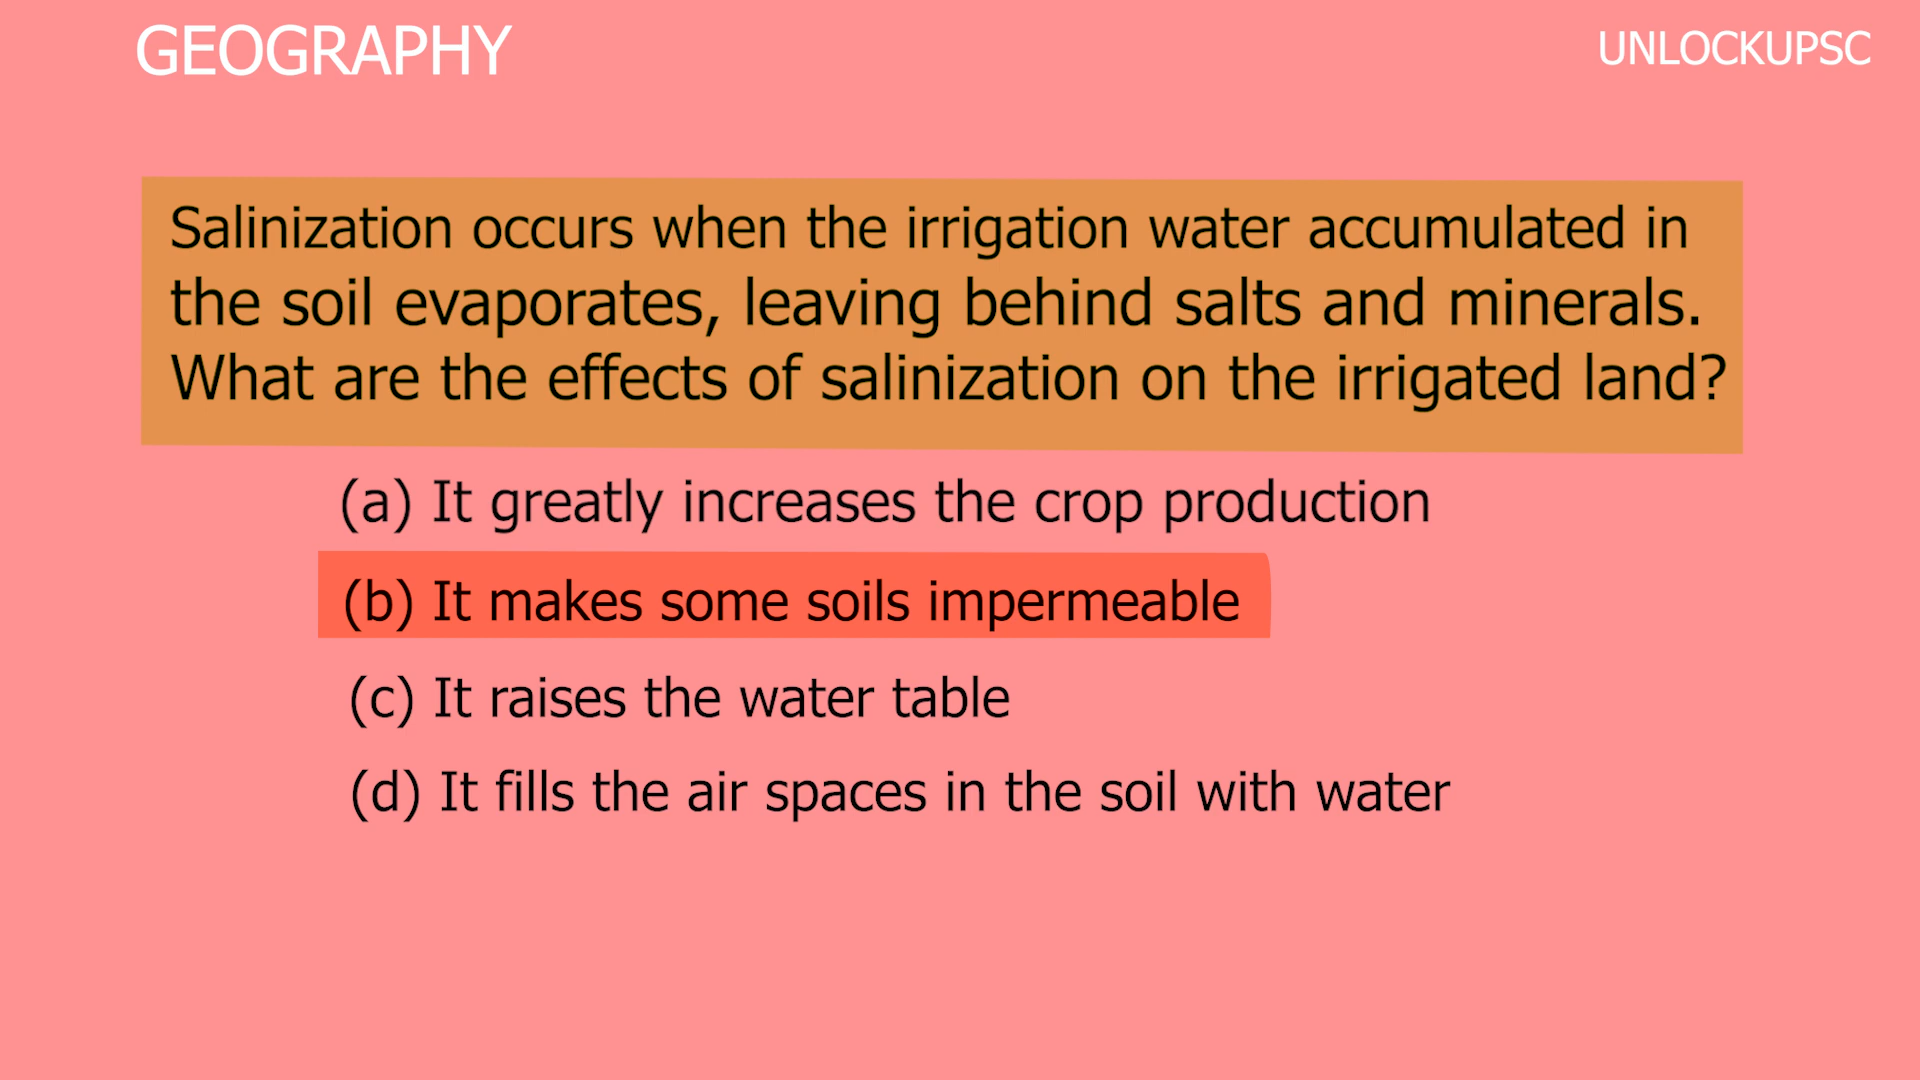 GEOGRAPHY
UNLOCKUPSC
Salinization occurs when the irrigation water accumulated in
the soil evaporates, leaving behind salts and minerals.
What are the effects of salinization on the irrigated land?
(a) It greatly increases the crop production
(b) It makes some soils impermeable
(c) It raises the water table
(d) It fills the air spaces in the soil with water